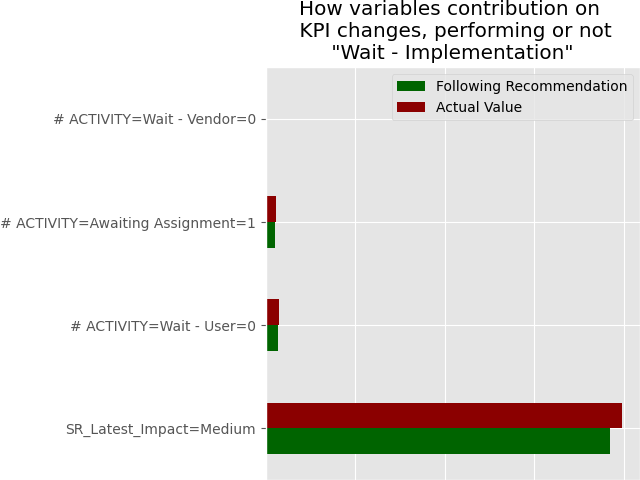 How variables contribution on
KPI changes, performing or not
"Wait - Implementation"
Following Recommendation
Actual Value
# ACTIVITY=Wait - Vendor=0
# ACTIVITY=Awaiting Assignment=1
# ACTIVITY=Wait - User=0
SR_Latest_Impact=Medium